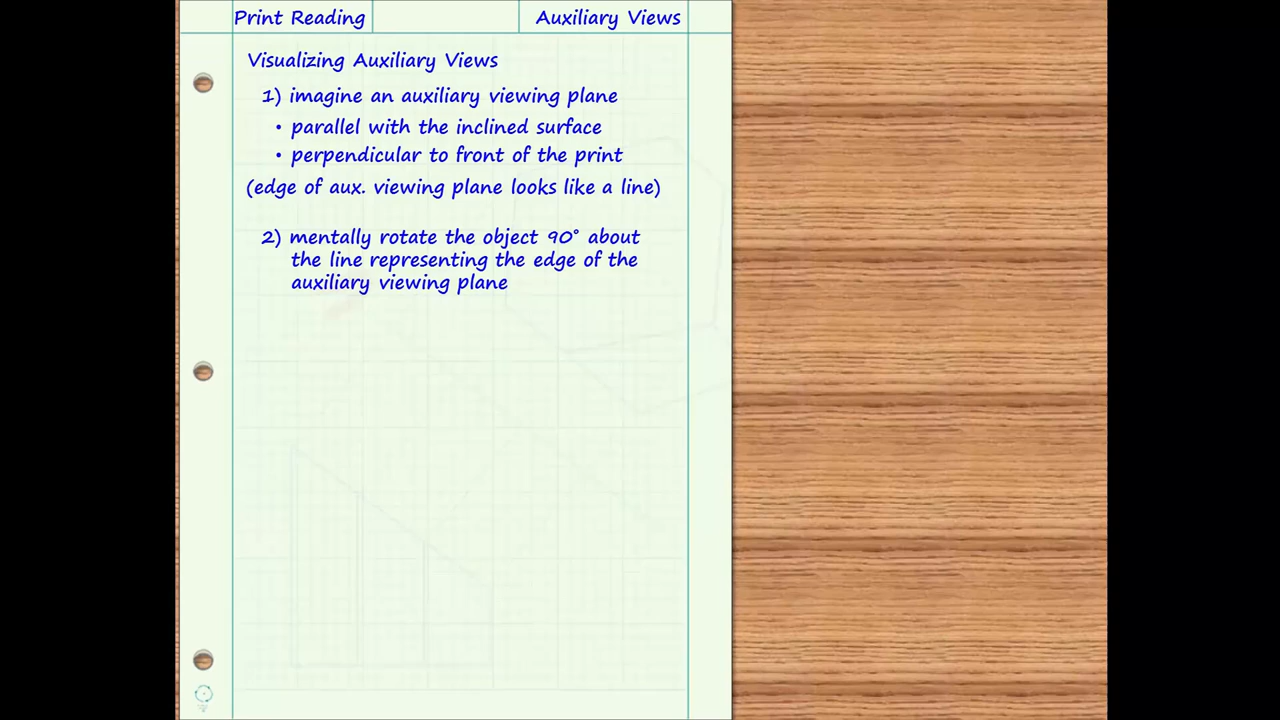 Print Reading
Auxiliary Views
Visualizing Auxiliary Views
1) imagine an auxiliary viewing plane
• parallel with the inclined surface
• perpendicular to front of the print
(edge of aux. viewing plane looks like a line)
2) mentally rotate the object 90° about
the line representing the edge of the
auxiliary viewing plane